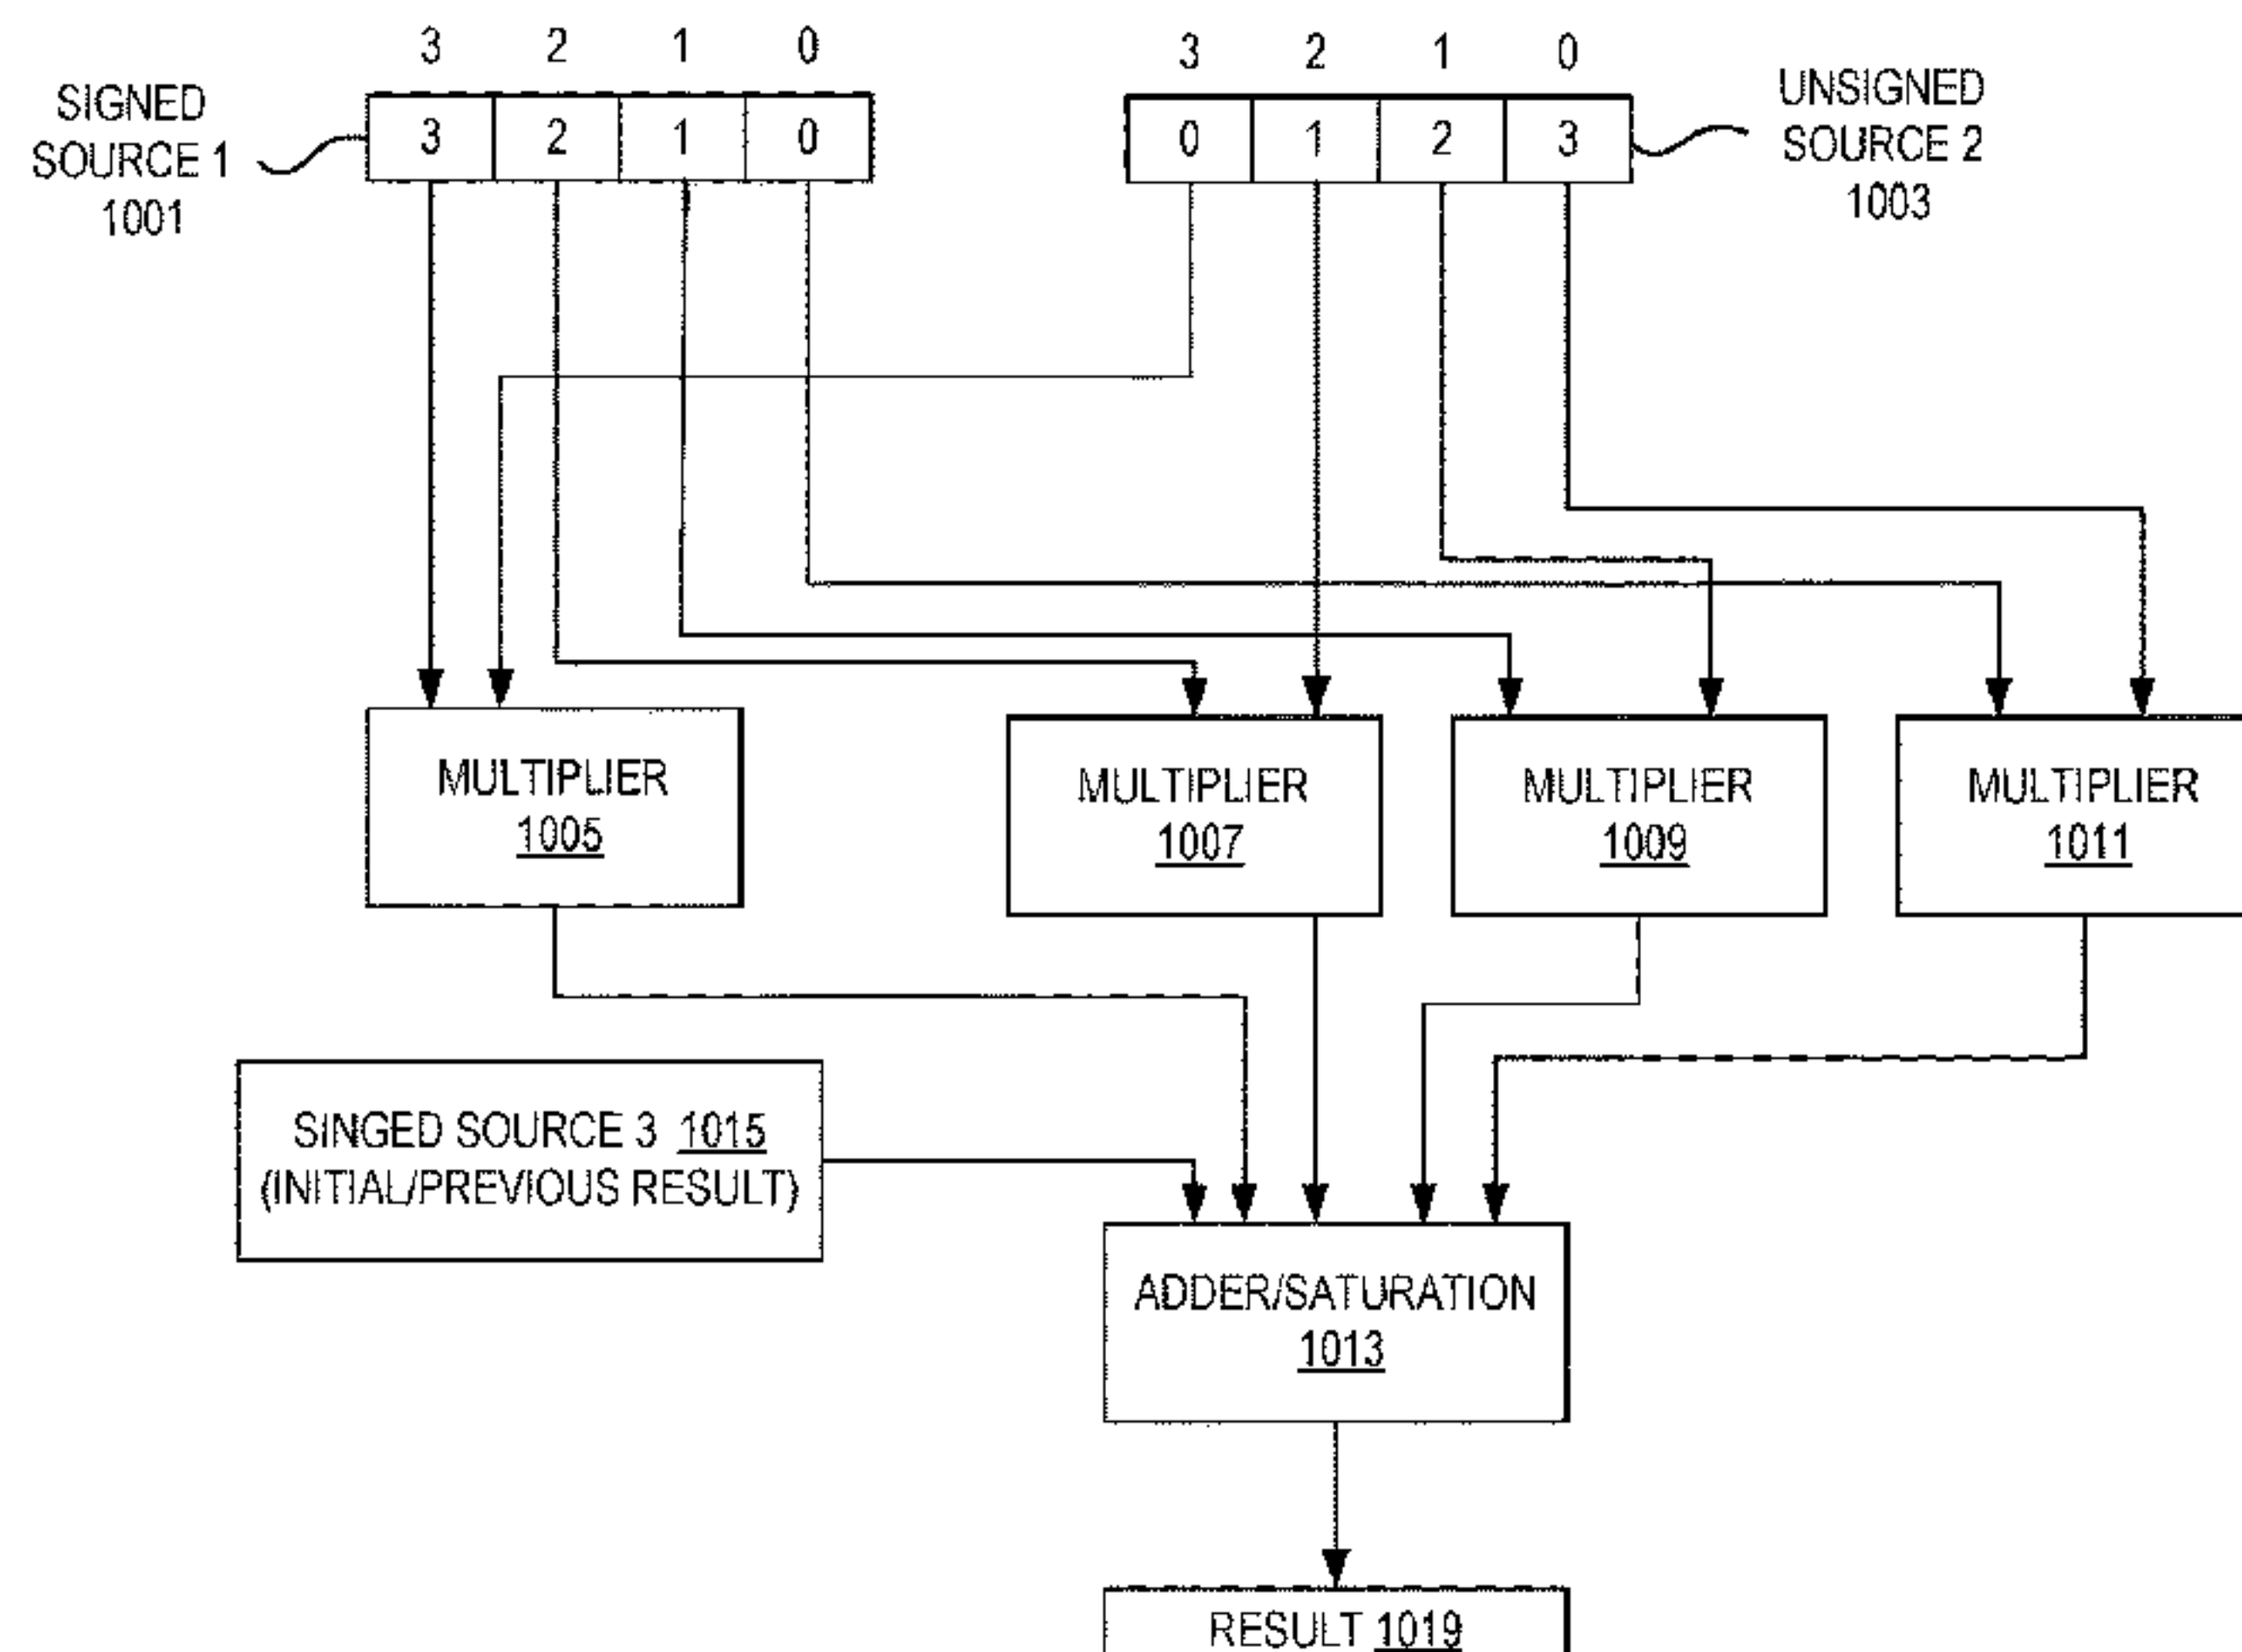 3 2 1 0
3 2 1 0
SIGNED
SOURCE 1
1001
3 2 1 0
0 1 2 3
UNSIGNED
SOURCE 2
1003
MULTIPLIER
1005
MULTIPLIER
1007
MULTIPLIER
1009
MULTIPLIER
1011
SINGED SOURCE 3 1015
(INITIAL/PREVIOUS RESULT)
ADDER/SATURATION
1013
RESULT 1019